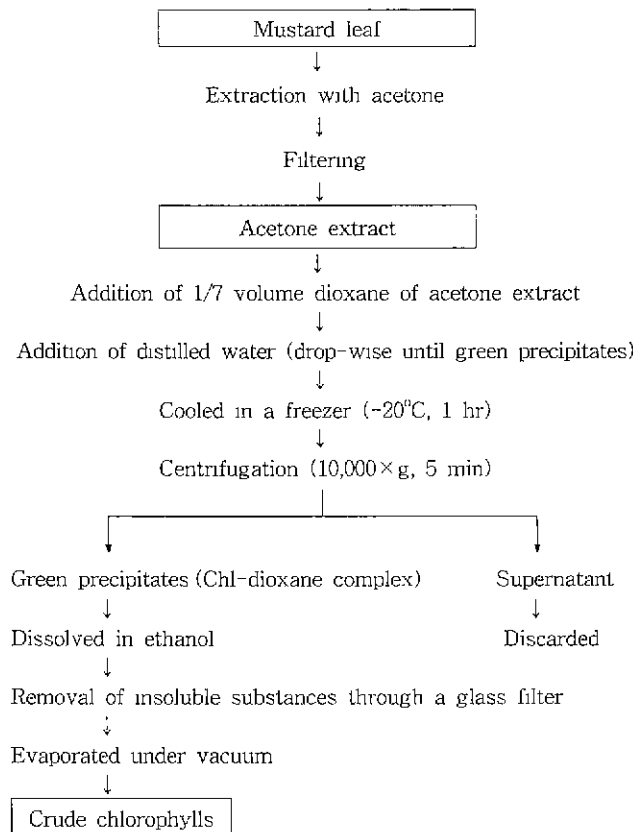 Mustard leaf
Extraction with acetone
Filtering
Acetone extract
Addition of 1/7 volume dioxane of acetone extract
Addition of distilled water (drop-wise until green precipitates)
Cooled in a freezer (-20°C, 1 hr)
Centrifugation (10,000×g, 5 min)
Green precipitates (Chl-dioxane complex)
Supernatant
Dissolved in ethanol
Discarded
Removal of insoluble substances through a glass filter
Evaporated under vacuum
Crude chlorophylls